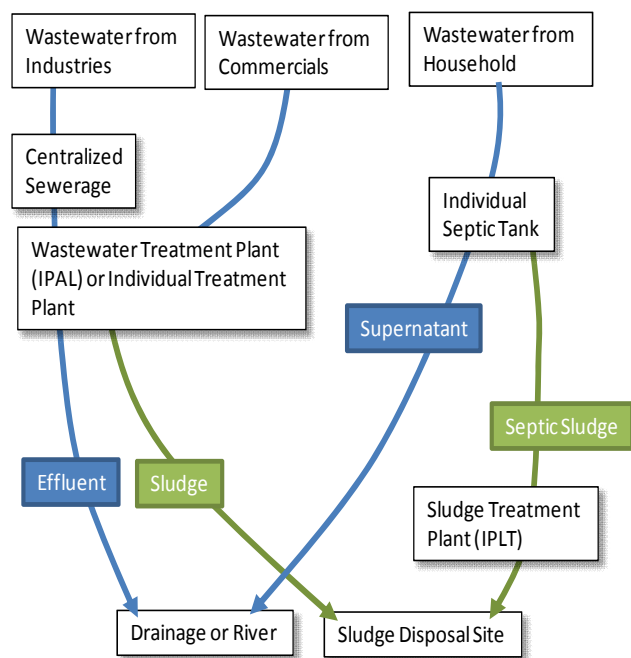 Wastewater from
Industries
Wastewater from
Commercials
Wastewater from
Household
Centralized
Sewerage
Individual
Septic Tank
Wastewater Treatment Plant
(IPAL) or Individual Treatment
Plant
Supernatant
Septic Sludge
Effluent
Sludge
Sludge Treatment
Plant (IPLT)
Drainage or River
Sludge Disposal Site